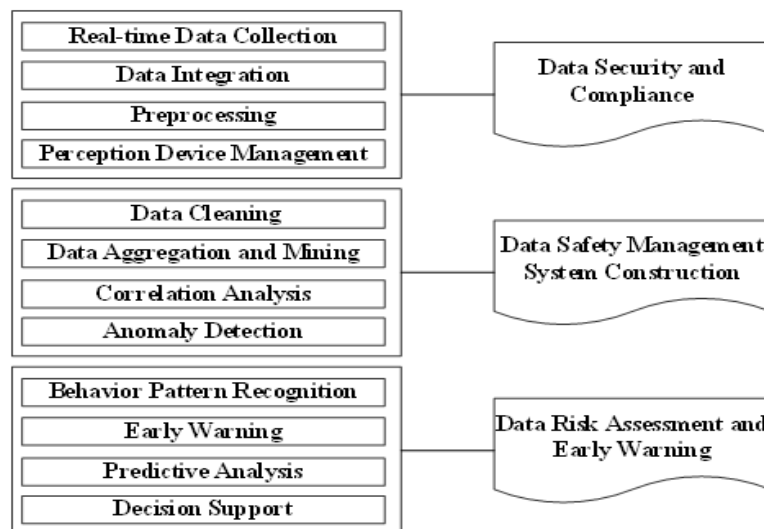 Real-time Data Collection
Data Integration
Preprocessing
Perception Device Management
Data Security and
Compliance
Data Cleaning
Data Aggregation and Mining
Correlation Analysis
Anomaly Detection
Data Safety Management
System Construction
Behavior Pattern Recognition
Early Warning
Predictive Analysis
Decision Support
Data Risk Assessment and
Early Warning